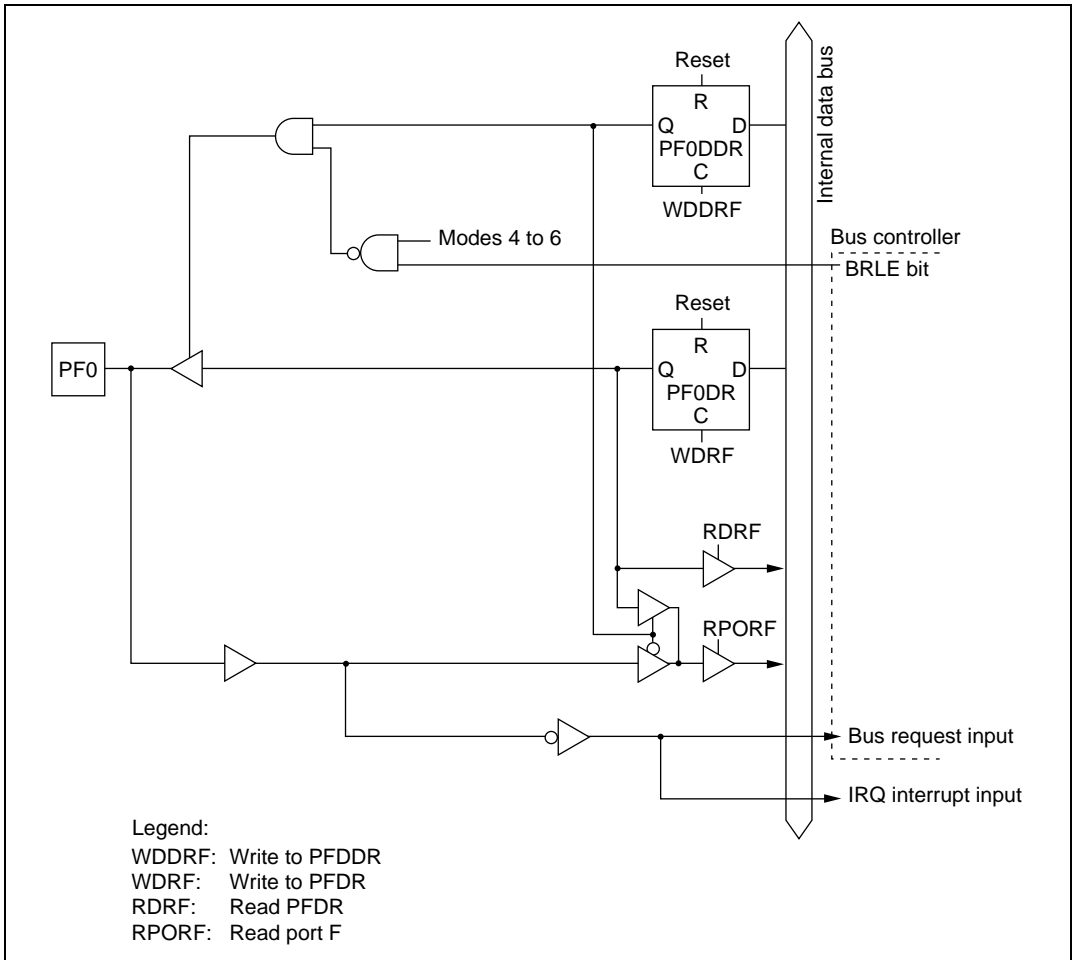 Reset
R
Q D
PF0DDR
C
WDDRF
Internal data bus
Modes 4 to 6
Bus controller
BRLE bit
Reset
R
PF0
Q D
PF0DR
C
WDRF
RDRF
RPORF
Bus request input
IRQ interrupt input
Legend:
WDDRF: Write to PFDDR
WDRF: Write to PFDR
RDRF: Read PFDR
RPORF: Read port F